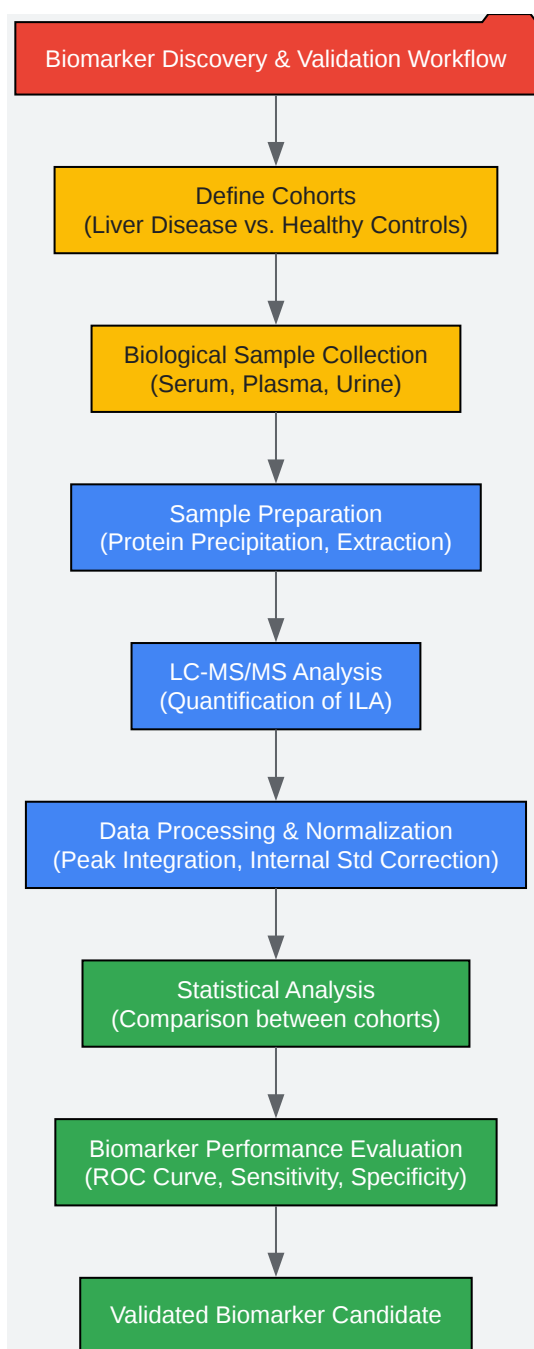 Biomarker Discovery & Validation Workflow
Define Cohorts
(Liver Disease vs. Healthy Controls)
Biological Sample Collection
(Serum, Plasma, Urine)
Sample Preparation
(Protein Precipitation, Extraction)
LC-MS/MS Analysis
(Quantification of ILA)
Data Processing & Normalization
(Peak Integration, Internal Std Correction)
Statistical Analysis
(Comparison between cohorts)
Biomarker Performance Evaluation
(ROC Curve, Sensitivity, Specificity)
Validated Biomarker Candidate